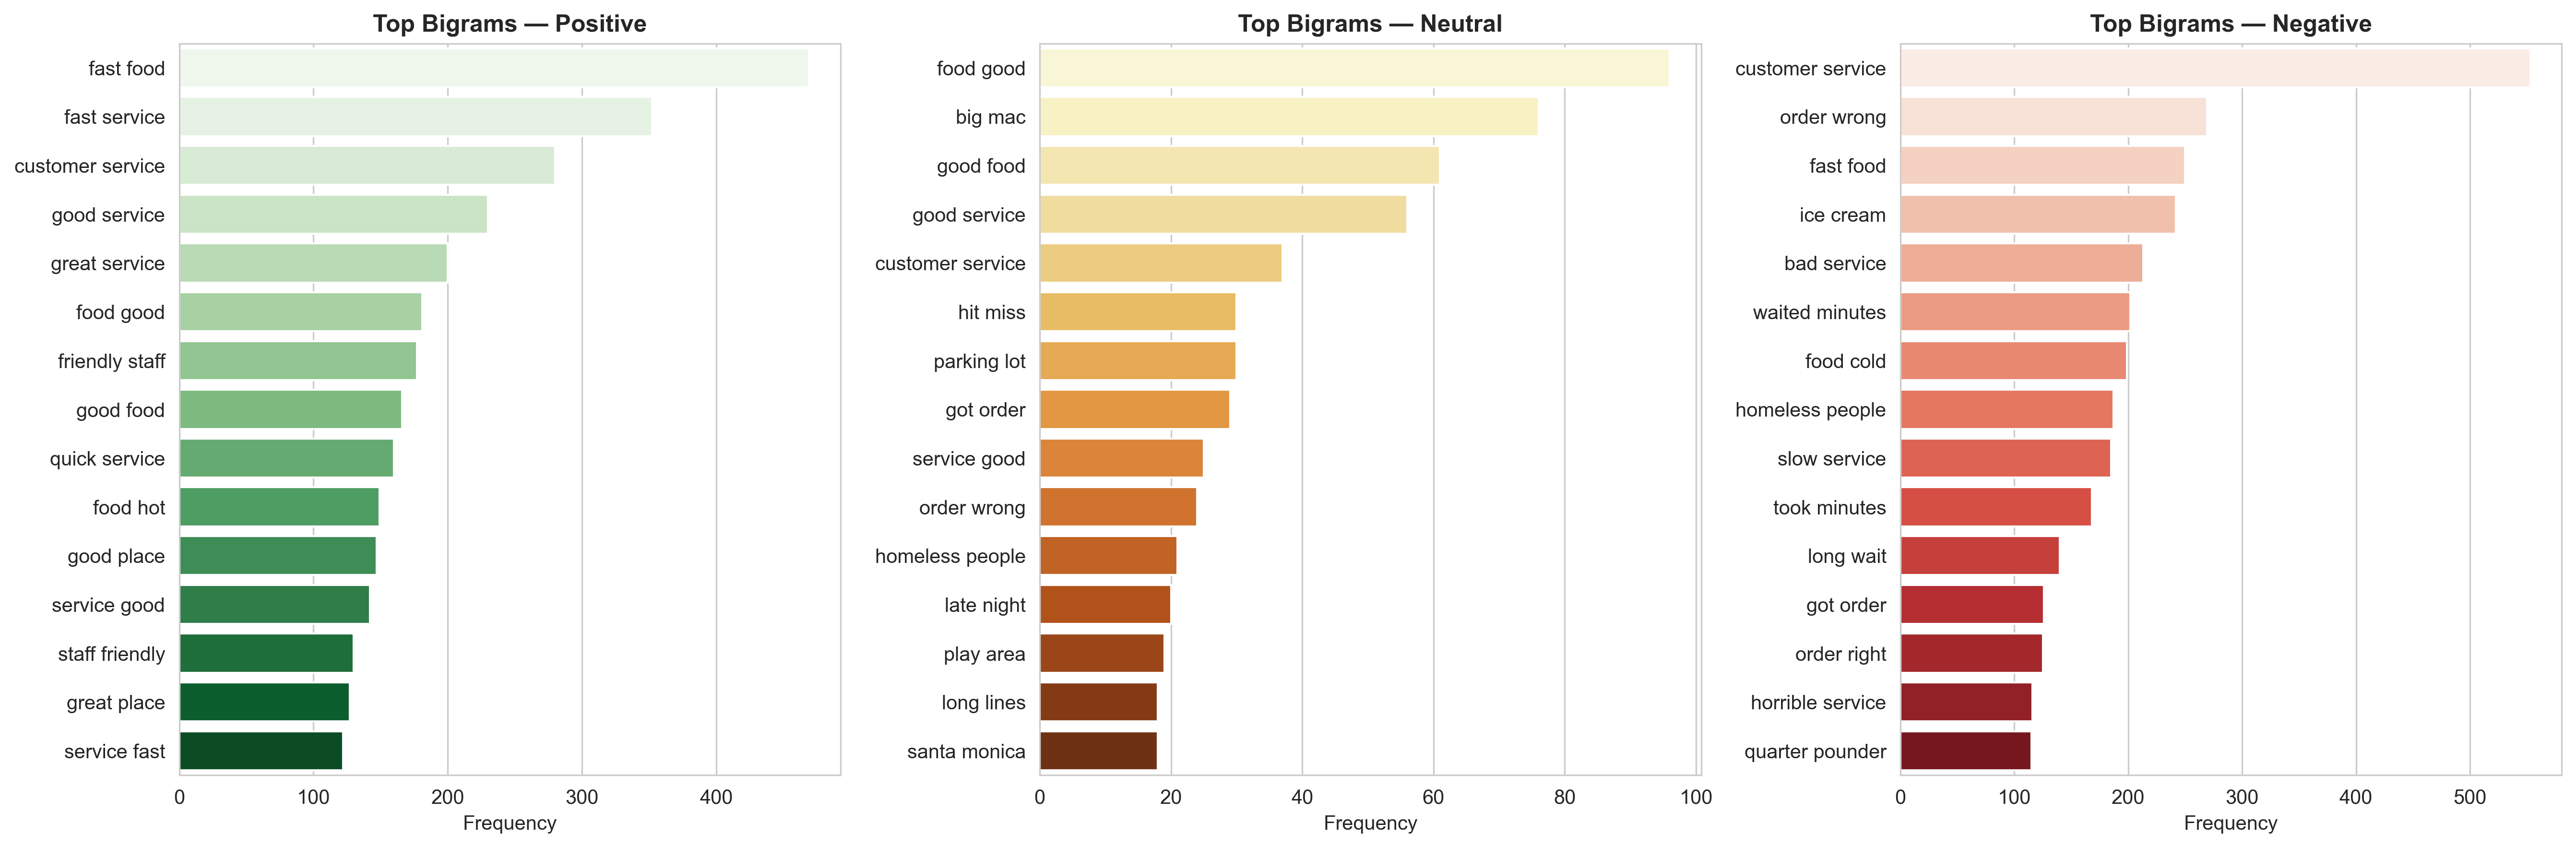 Top Bigrams — Positive
fast food
fast service
customer service
good service
great service
food good
friendly staff
good food
quick service
food hot
good place
service good
staff friendly
great place
service fast
0 100 200 300 400
Frequency
Top Bigrams — Neutral
food good
big mac
good food
good service
customer service
hit miss
parking lot
got order
service good
order wrong
homeless people
late night
play area
long lines
santa monica
0 20 40 60 80 100
Frequency
Top Bigrams — Negative
customer service
order wrong
fast food
ice cream
bad service
waited minutes
food cold
homeless people
slow service
took minutes
long wait
got order
order right
horrible service
quarter pounder
0 100 200 300 400 500
Frequency